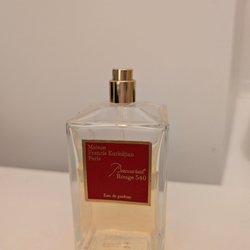 Maison
Francis Kurkdjian
Paris
Baccarat
Rouge 540
Eau de parfum